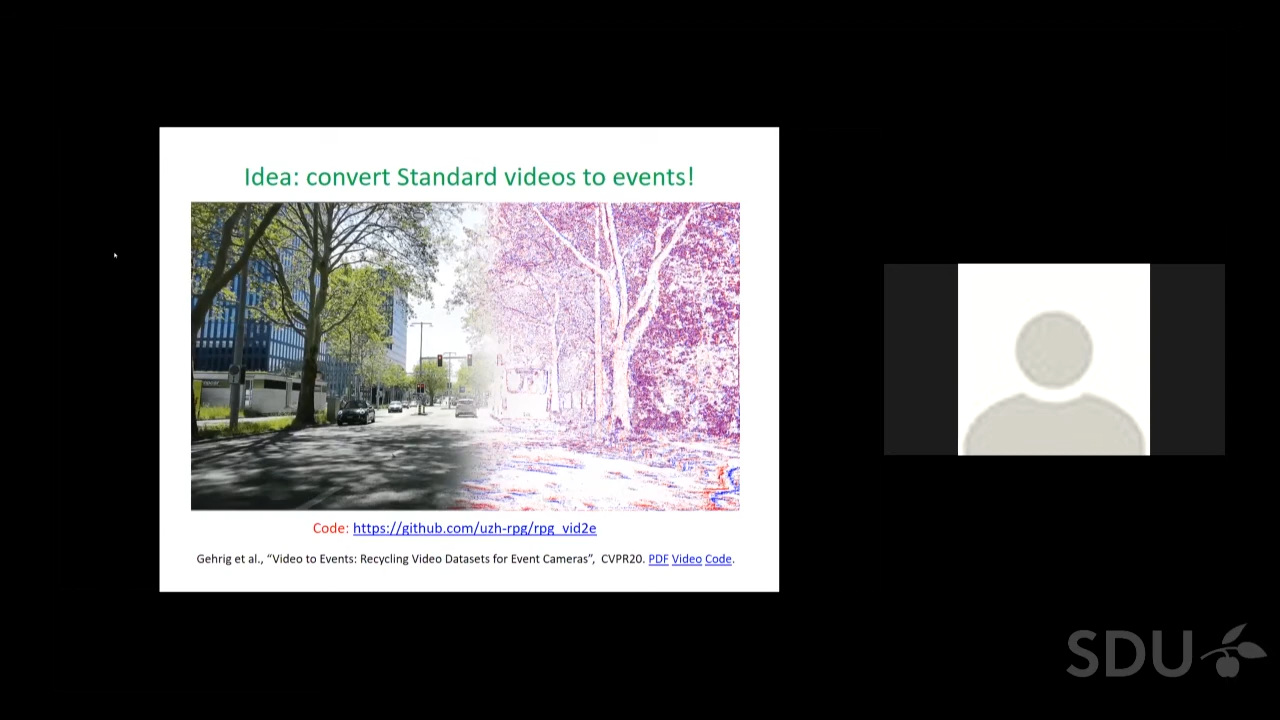 Idea: convert Standard videos to events!
Code: https://github.com/uzh-rpg/rpg_vid2e
Gehrig et al., “Video to Events: Recycling Video Datasets for Event Cameras”, CVPR20. PDF Video Code.
SDU